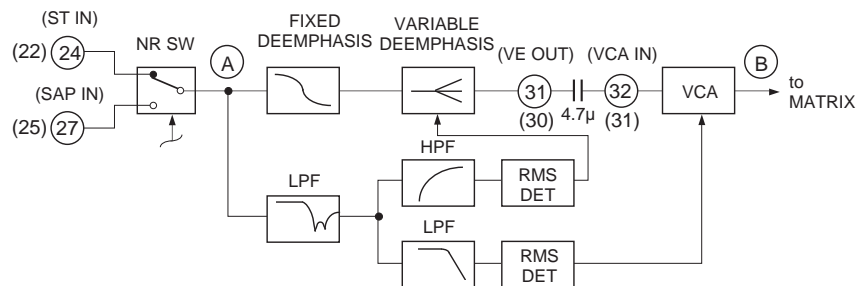 (ST IN)
(22) 24
NR SW
(SAP IN)
(25) 27
A
FIXED
DEEMPHASIS
VARIABLE
DEEMPHASIS
(VE OUT)
31
(30)
4.7μ
(VCA IN)
32
(31)
VCA
B
to
MATRIX
LPF
HPF
RMS
DET
LPF
RMS
DET